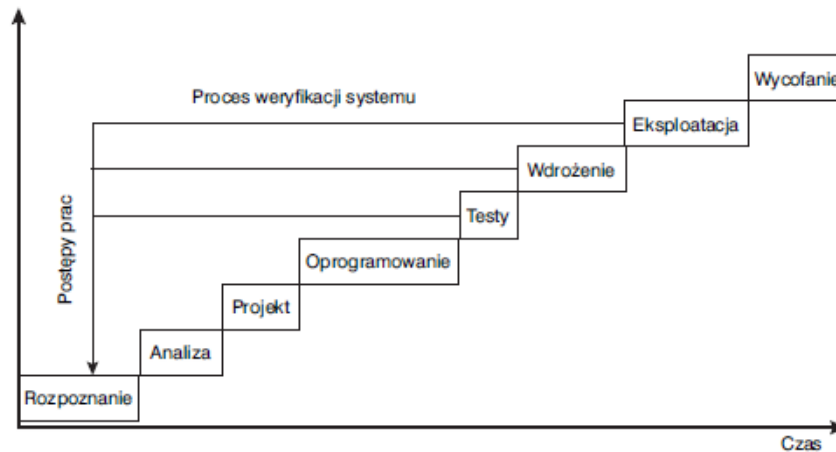 Wycofanie
Proces weryfikacji systemu
Eksploatacja
Wdrożenie
Testy
Postępy prac
Oprogramowanie
Projekt
Analiza
Rozpoznanie
Czas